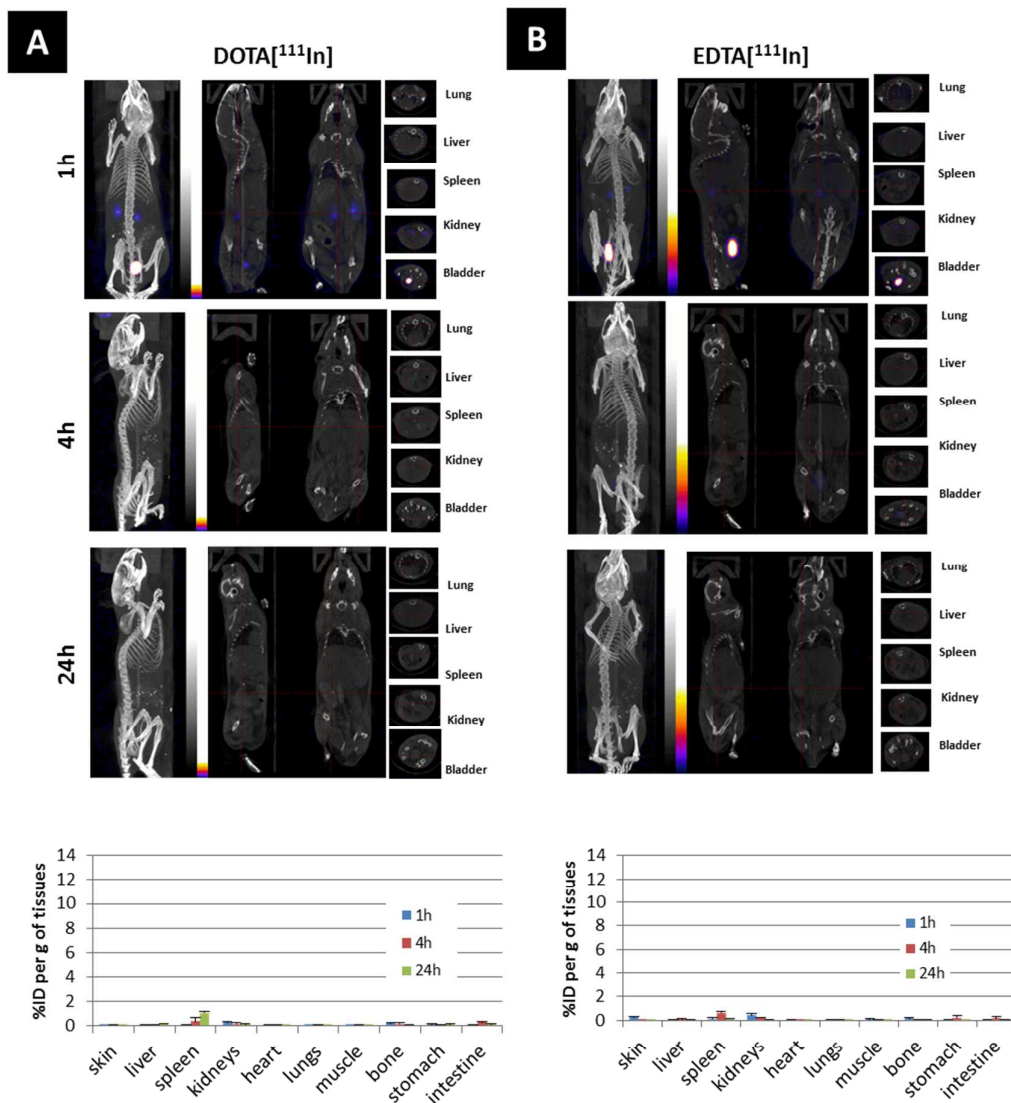 A
DOTA[¹¹¹In]
1h
Lung
Liver
Spleen
Kidney
Bladder
4h
Lung
Liver
Spleen
Kidney
Bladder
24h
Lung
Liver
Spleen
Kidney
Bladder
B
EDTA[¹¹¹In]
Lung
Liver
Spleen
Kidney
Bladder
Lung
Liver
Spleen
Kidney
Bladder
Lung
Liver
Spleen
Kidney
Bladder
%ID per g of tissues
14
12
10
8
6
4
2
0
1h
4h
24h
skin
liver
spleen
kidneys
heart
lungs
muscle
bone
stomach
intestine
%ID per g of tissues
14
12
10
8
6
4
2
0
1h
4h
24h
skin
liver
spleen
kidneys
heart
lungs
muscle
bone
stomach
intestine